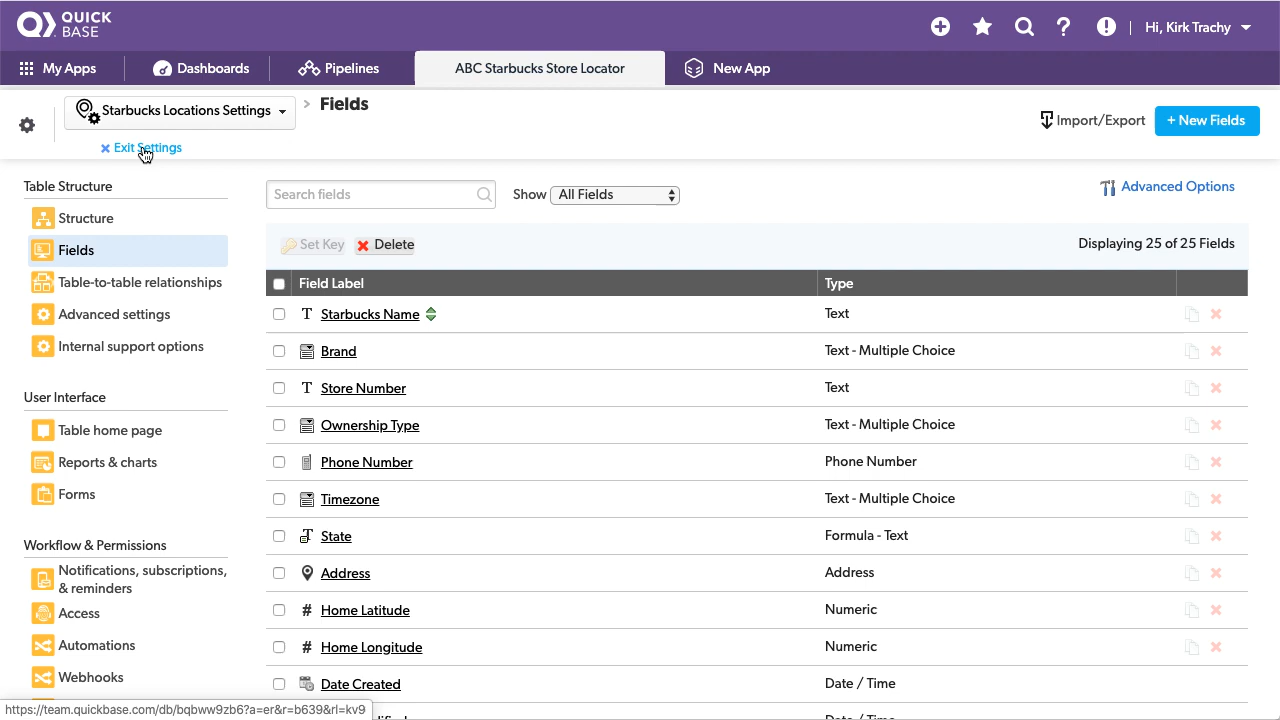 QUICK
BASE
Hi, Kirk Trachy
My Apps
Dashboards
Pipelines
ABC Starbucks Store Locator
New App
Starbucks Locations Settings
> Fields
Import/Export
+ New Fields
Exit Settings
Table Structure
Structure
Fields
Table-to-table relationships
Advanced settings
Internal support options
User Interface
Table home page
Reports & charts
Forms
Workflow & Permissions
Notifications, subscriptions,
& reminders
Access
Automations
Webhooks
Search fields
Show All Fields
Advanced Options
Set Key
Delete
Displaying 25 of 25 Fields
Field Label Type
Starbucks Name Text
Brand Text - Multiple Choice
Store Number Text
Ownership Type Text - Multiple Choice
Phone Number Phone Number
Timezone Text - Multiple Choice
State Formula - Text
Address Address
Home Latitude Numeric
Home Longitude Numeric
Date Created Date / Time
Date / Time
https://team.quickbase.com/db/bqbww9zb6?a=er&r=b639&rl=kv9